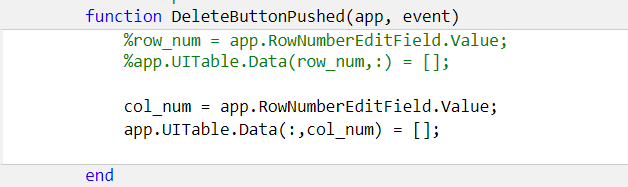 function DeleteButtonPushed(app, event)
%row_num = app.RowNumberEditField.Value;
%app.UITable.Data(row_num,:) = [];
col_num = app.RowNumberEditField.Value;
app.UITable.Data(:,col_num) = [];
end